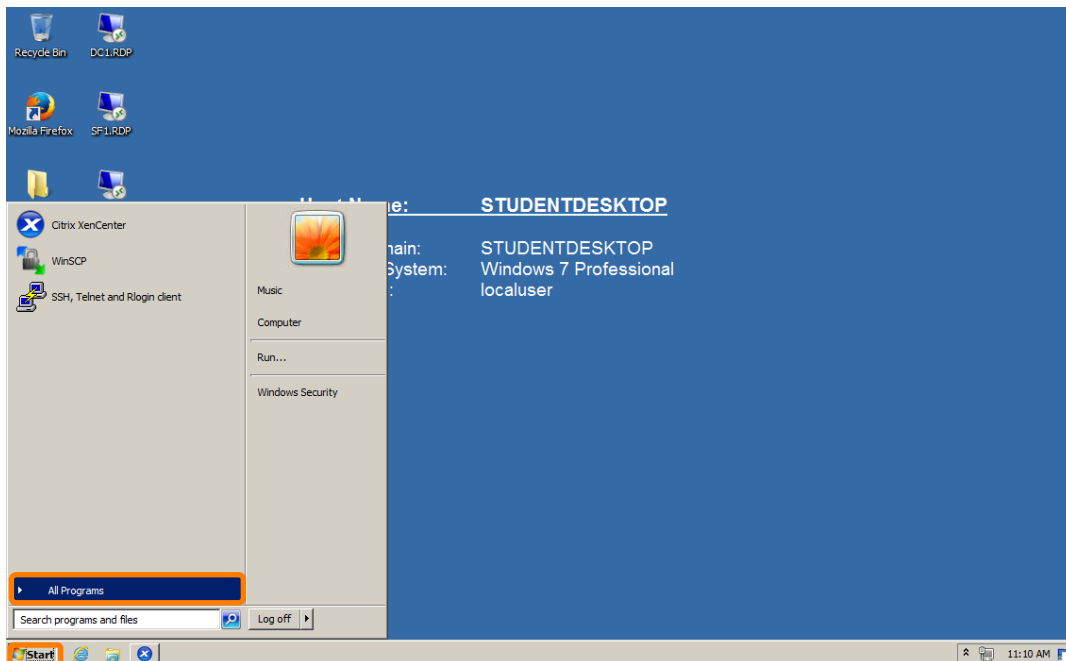 Recycle Bin
DC1.RDP
Mozilla Firefox
SF1.RDP
STUDENTDESKTOP
STUDENTDESKTOP
Windows 7 Professional
localuser
Citrix XenCenter
WinSCP
SSH, Telnet and Rlogin client
Music
Computer
Run...
Windows Security
All Programs
Search programs and files
Log off
Start
11:10 AM